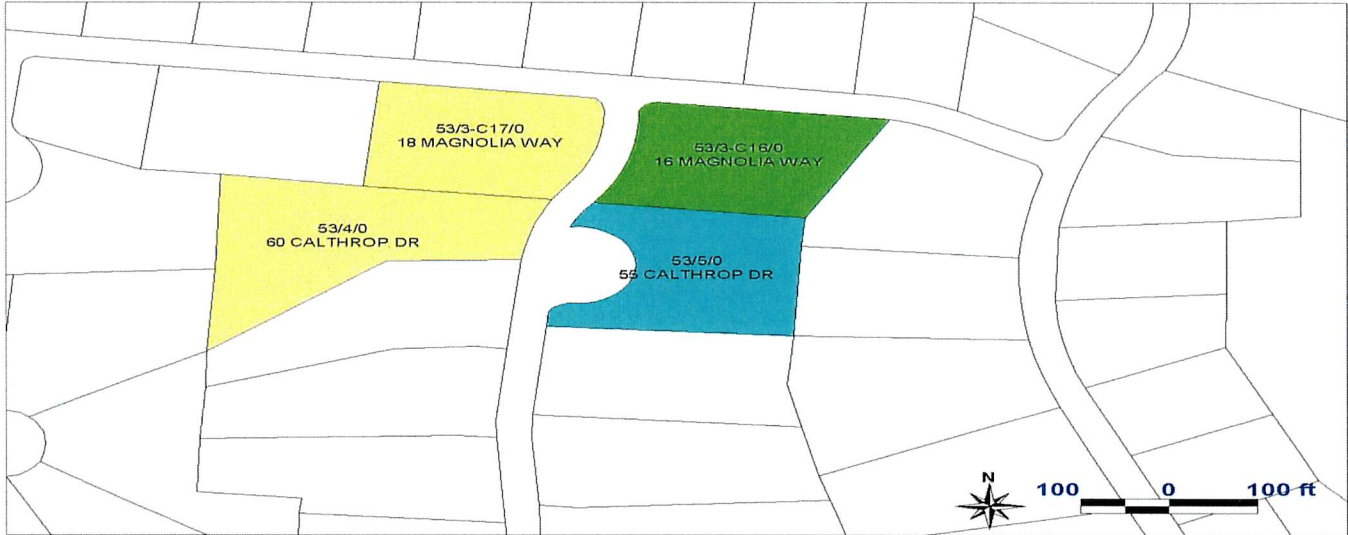 53/3-C17/0
18 MAGNOLIA WAY
53/3-C16/0
16 MAGNOLIA WAY
53/4/0
60 CALTHROP DR
53/5/0
55 CALTHROP DR
N
100 0 100 ft